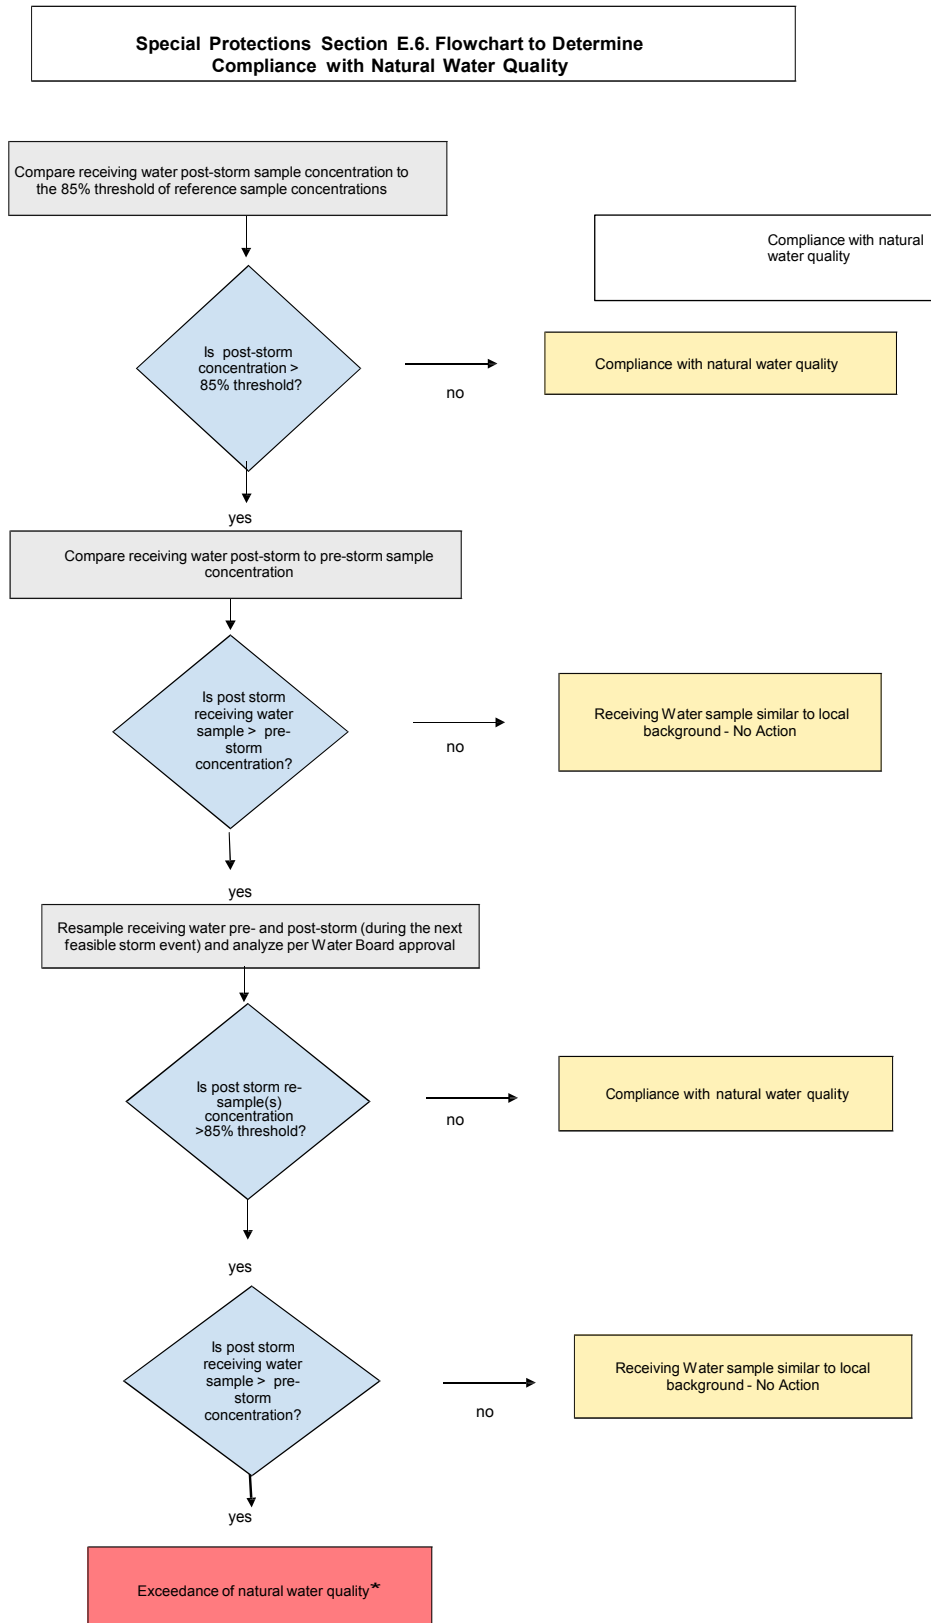 Special Protections Section E.6. Flowchart to Determine
Compliance with Natural Water Quality
Compare receiving water post-storm sample concentration to
the 85% threshold of reference sample concentrations
Compliance with natural
water quality
Is post-storm
concentration >
85% threshold?
no
Compliance with natural water quality
yes
Compare receiving water post-storm to pre-storm sample
concentration
Is post storm
receiving water
sample > pre-
storm
concentration?
no
Receiving Water sample similar to local
background - No Action
yes
Resample receiving water pre- and post-storm (during the next
feasible storm event) and analyze per Water Board approval
Is post storm re-
sample(s)
concentration
>85% threshold?
no
Compliance with natural water quality
yes
Is post storm
receiving water
sample > pre-
storm
concentration?
no
Receiving Water sample similar to local
background - No Action
yes
Exceedance of natural water quality*